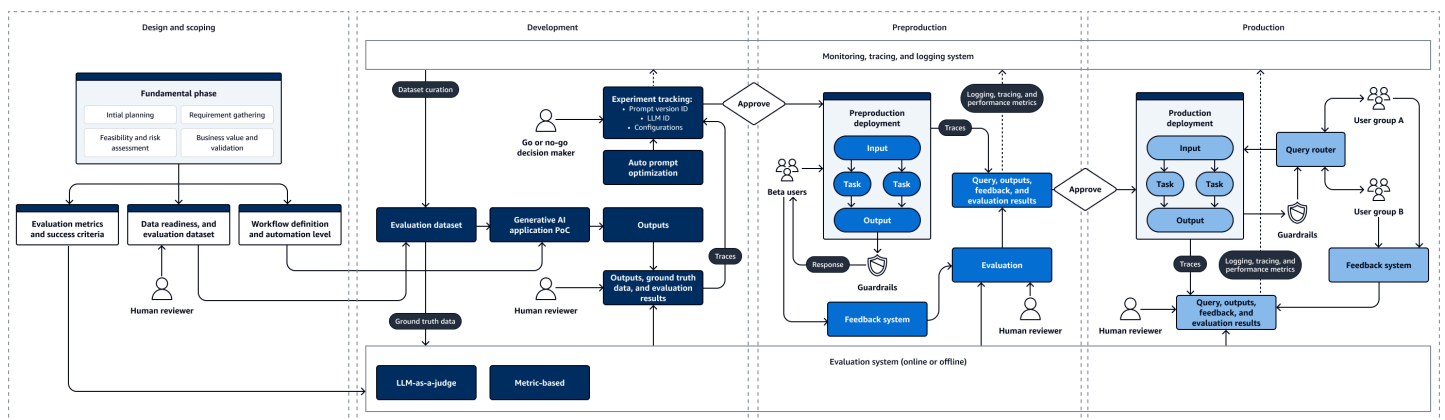 Design and scoping
Development
Preproduction
Production
Monitoring, tracing, and logging system
Fundamental phase
Intial planning
Requirement gathering
Feasibility and risk
assessment
Business value and
validation
Evaluation metrics
and success criteria
Data readiness, and
evaluation dataset
Workflow definition
and automation level
Human reviewer
Dataset curation
Experiment tracking:
• Prompt version ID
• LLM ID
• Configurations
Go or no-go
decision maker
Auto prompt
optimization
Evaluation dataset
Generative AI
application PoC
Outputs
Traces
Outputs, ground truth
data, and evaluation
results
Human reviewer
Ground truth data
Approve
Preproduction
deployment
Input
Task
Task
Output
Beta users
Response
Guardrails
Feedback system
Traces
Logging, tracing, and
performance metrics
Query, outputs,
feedback, and
evaluation results
Evaluation
Human reviewer
Approve
Production
deployment
Input
Task
Task
Output
User group A
Query router
User group B
Guardrails
Traces
Logging, tracing, and
performance metrics
Feedback system
Human reviewer
Query, outputs,
feedback, and
evaluation results
Evaluation system (online or offline)
LLM-as-a-judge
Metric-based